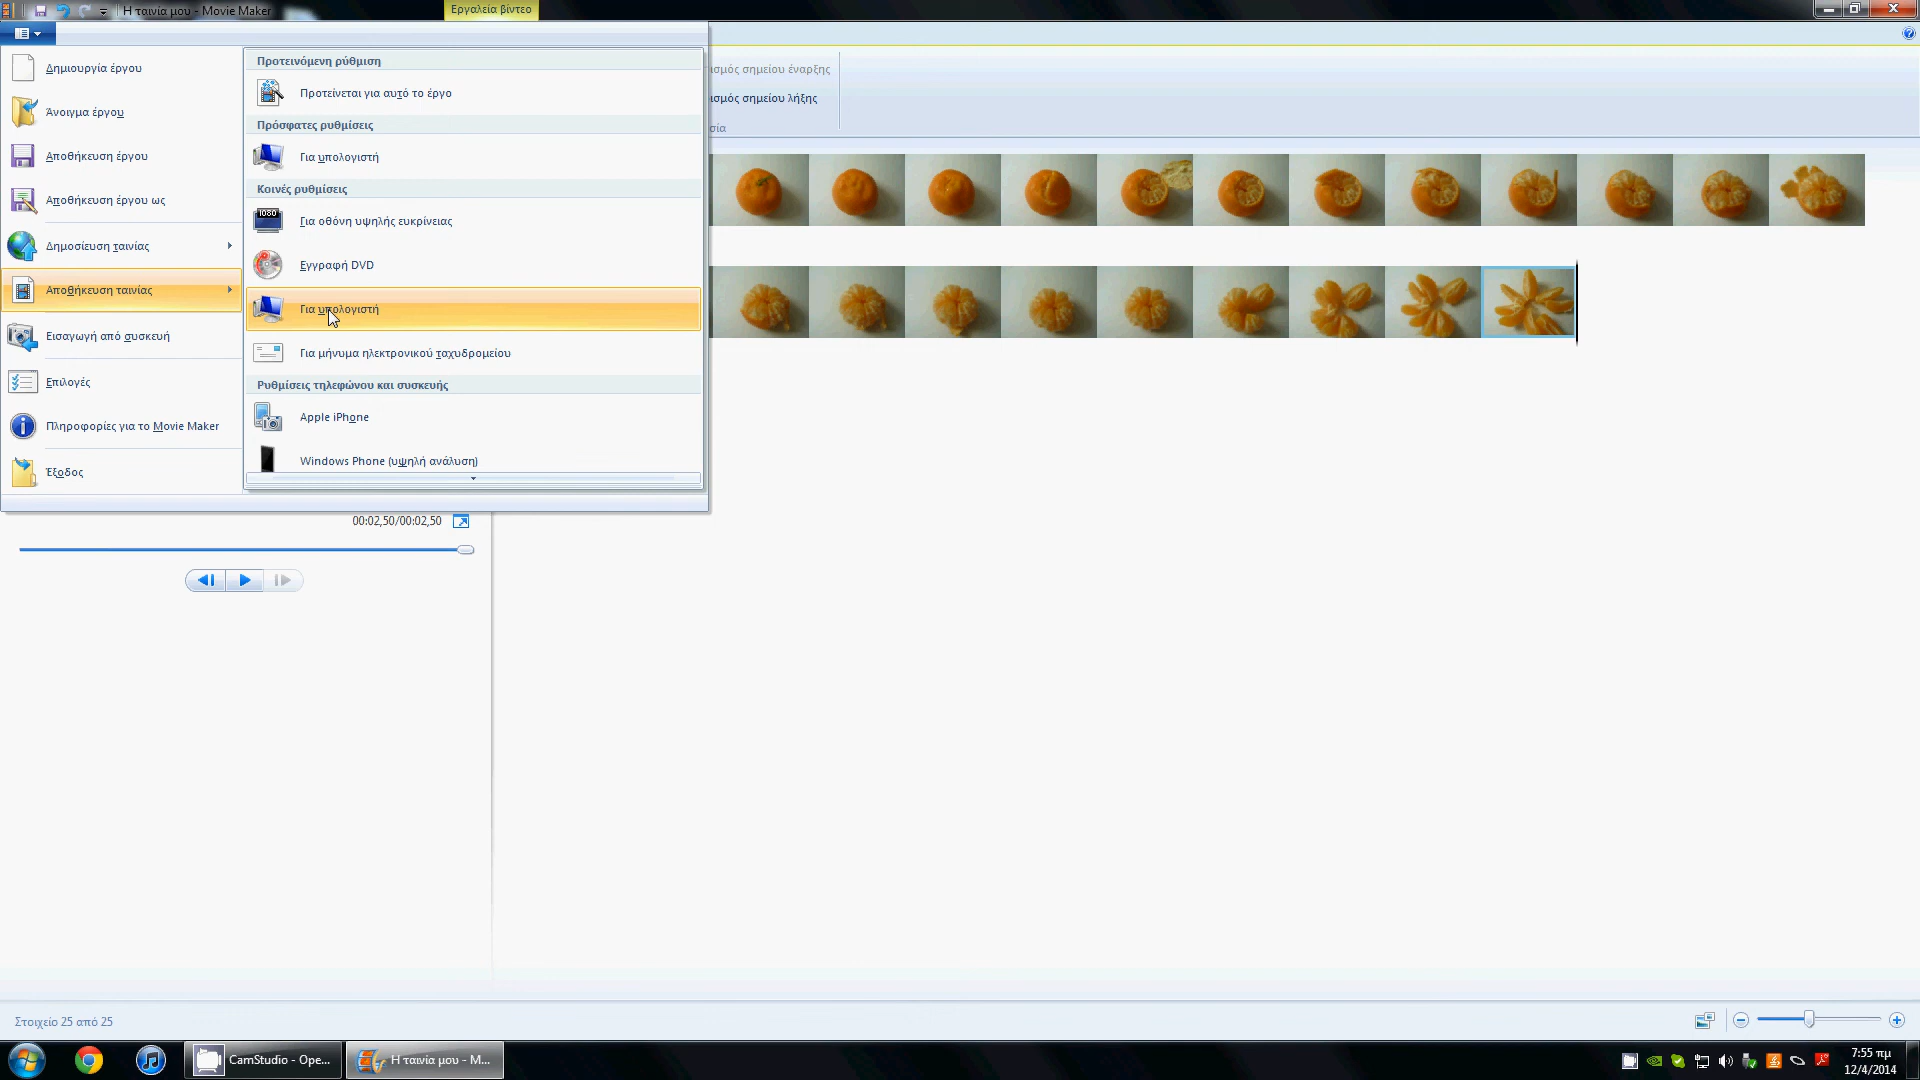 Η ταινία μου - Movie Maker
Εργαλεία βίντεο
Δημιουργία έργου
Άνοιγμα έργου
Αποθήκευση έργου
Αποθήκευση έργου ως
Δημοσίευση ταινίας
Αποθήκευση ταινίας
Εισαγωγή από συσκευή
Επιλογές
Πληροφορίες για το Movie Maker
Έξοδος
Προτεινόμενη ρύθμιση
Προτείνεται για αυτό το έργο
Πρόσφατες ρυθμίσεις
Για υπολογιστή
Κοινές ρυθμίσεις
Για οθόνη υψηλής ευκρίνειας
Εγγραφή DVD
Για υπολογιστή
Για μήνυμα ηλεκτρονικού ταχυδρομείου
Ρυθμίσεις τηλεφώνου και συσκευής
Apple iPhone
Windows Phone (υψηλή ανάλυση)
ισμός σημείου έναρξης
ισμός σημείου λήξης
σία
00:02,50/00:02,50
Στοιχείο 25 από 25
CamStudio - Ope...
Η ταινία μου - M...
7:55 πμ
12/4/2014